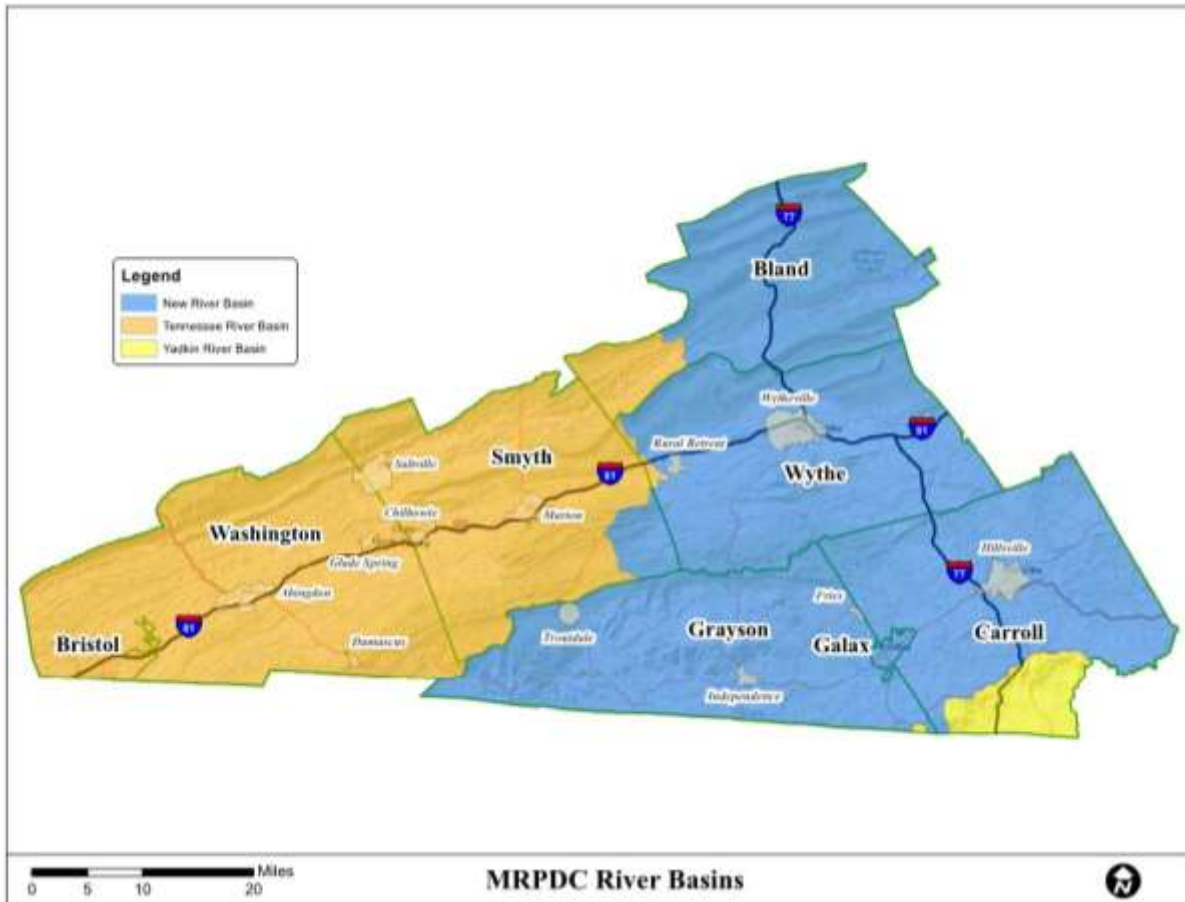 77
Bland
Legend
New River Basin
Tennessee River Basin
Yadkin River Basin
Wytheville
81
Rural Retreat
Smyth
Wythe
81
Saltville
Chilhowie
Marion
Washington
Glade Spring
Hillsville
77
Abingdon
Fries
81
Troutdale
Grayson
Galax
Carroll
Bristol
Damascus
Independence
Miles
0 5 10 20
MRPDC River Basins
N